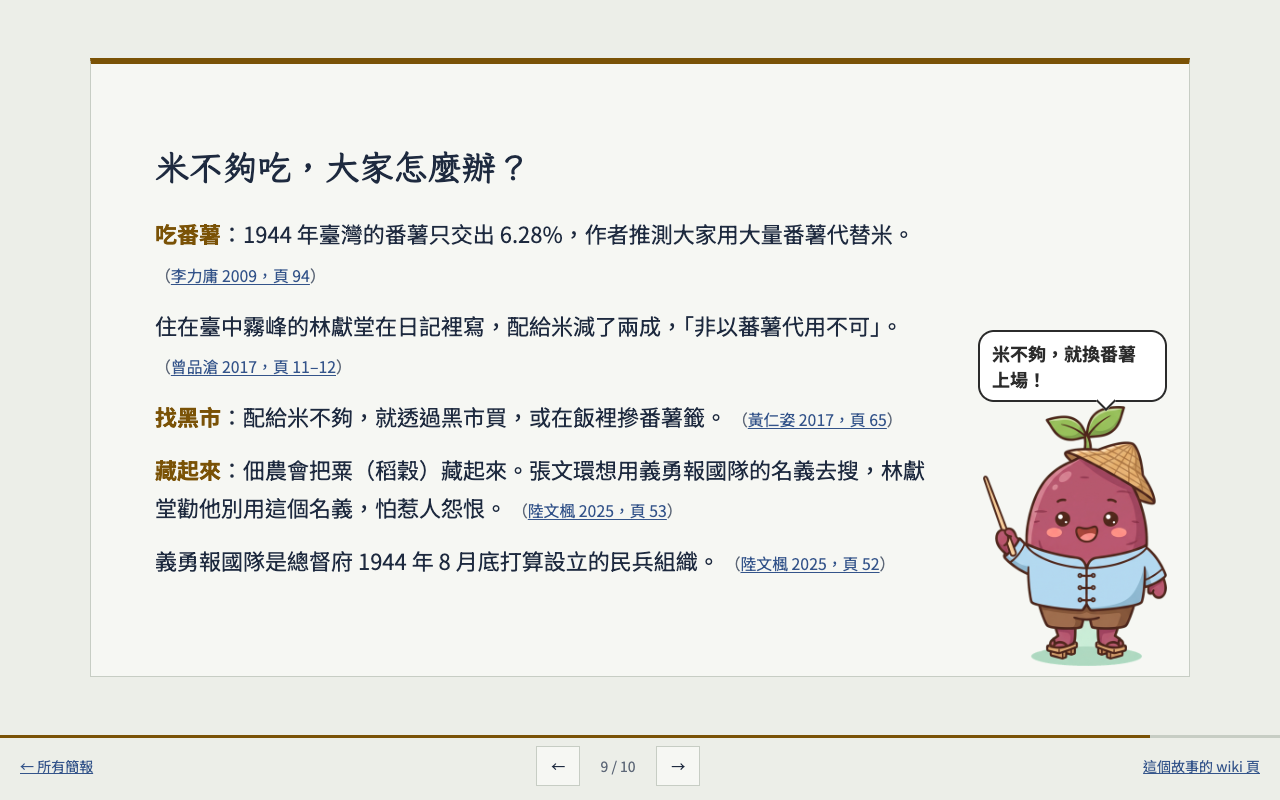 米不夠吃，大家怎麼辦？
吃番薯：1944 年臺灣的番薯只交出 6.28%，作者推測大家用大量番薯代替米。
（李力庸 2009，頁 94）
住在臺中霧峰的林獻堂在日記裡寫，配給米減了兩成，「非以蕃薯代用不可」。
（曾品滄 2017，頁 11–12）
找黑市：配給米不夠，就透過黑市買，或在飯裡摻番薯籤。（黃仁姿 2017，頁 65）
藏起來：佃農會把粟（稻穀）藏起來。張文環想用義勇報國隊的名義去搜，林獻
堂勸他別用這個名義，怕惹人怨恨。（陸文楓 2025，頁 53）
義勇報國隊是總督府 1944 年 8 月底打算設立的民兵組織。（陸文楓 2025，頁 52）
米不夠，就換番薯
上場！
← 所有簡報
←
9 / 10
→
這個故事的 wiki 頁